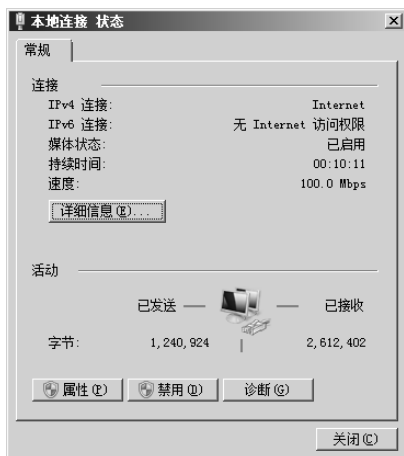 本地连接 状态
常规
连接
IPv4 连接: Internet
IPv6 连接: 无 Internet 访问权限
媒体状态: 已启用
持续时间: 00:10:11
速度: 100.0 Mbps
详细信息(E)...
活动
已发送 — — 已接收
字节: 1,240,924 | 2,612,402
属性(P) 禁用(D) 诊断(G)
关闭(C)